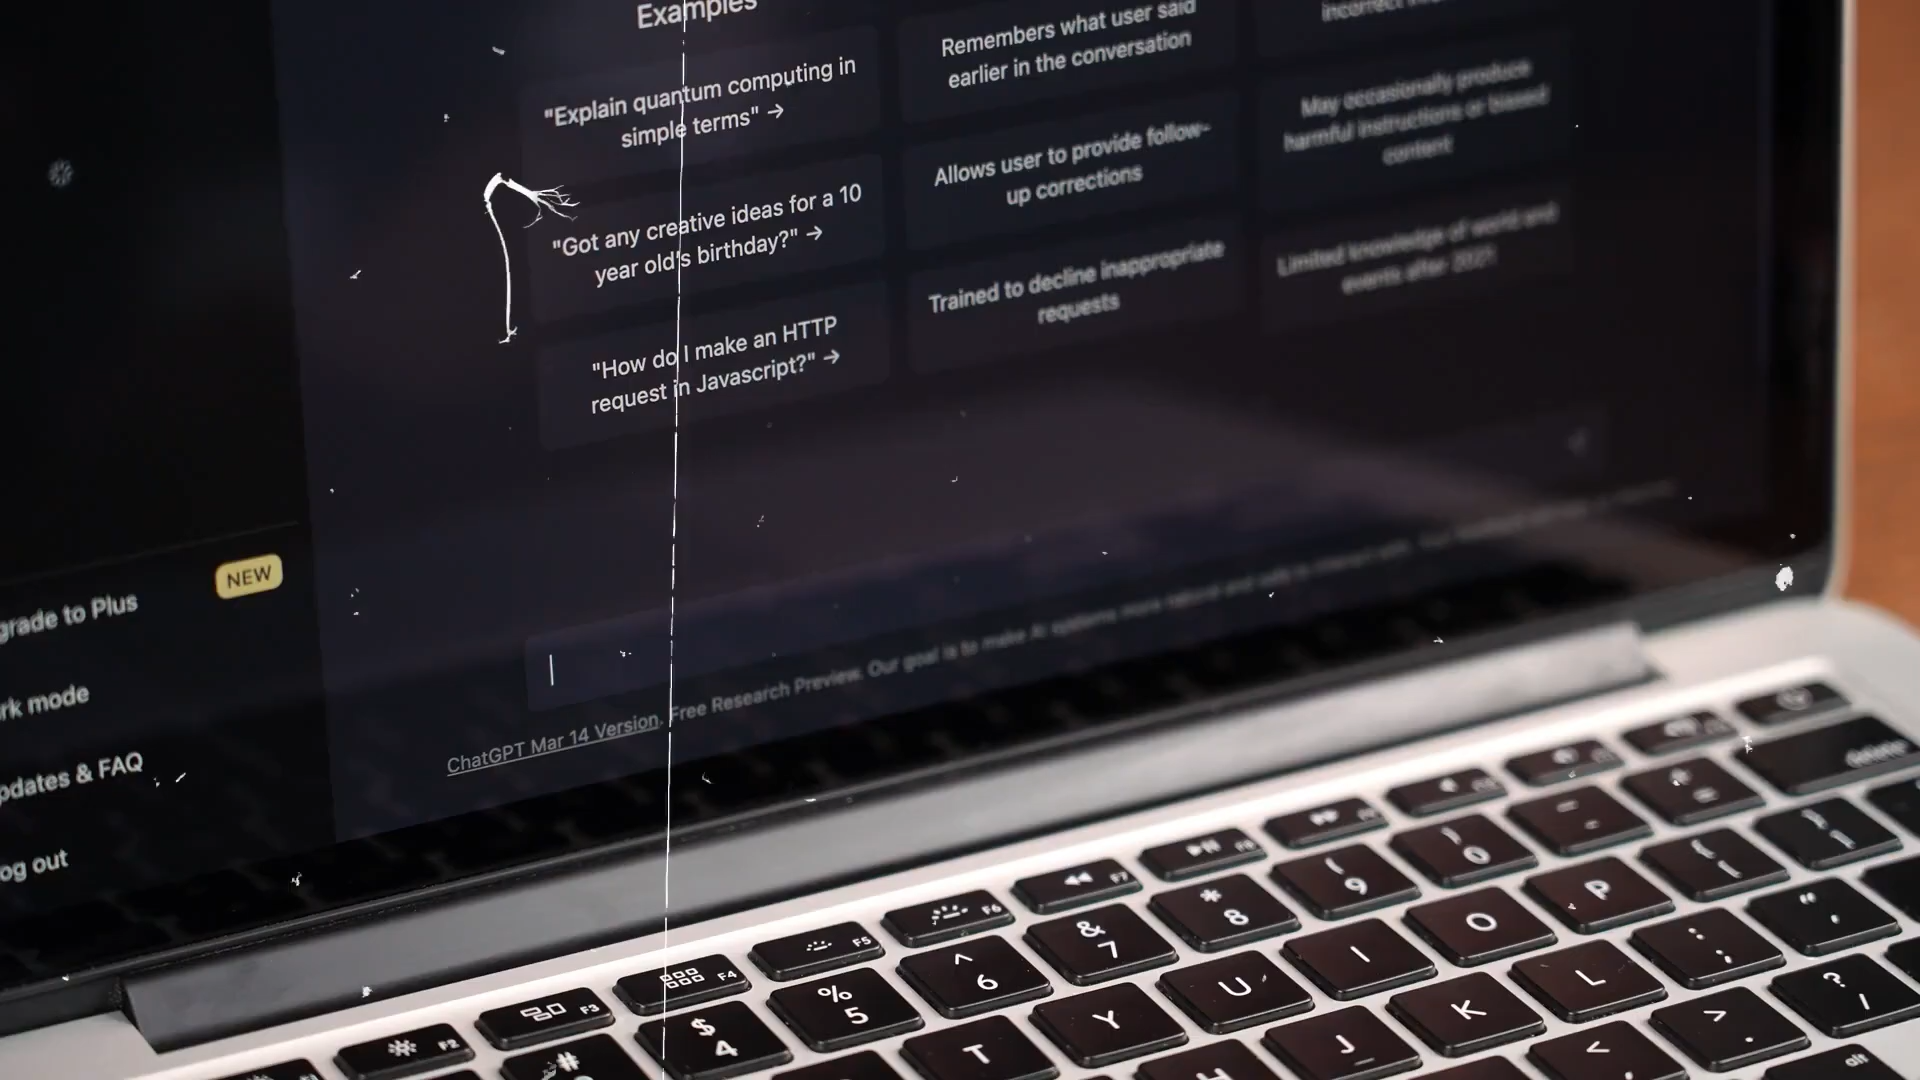 Examples
"Explain quantum computing in
simple terms" →
"Got any creative ideas for a 10
year old's birthday?" →
"How do I make an HTTP
request in Javascript?" →
Remembers what user said
earlier in the conversation
Allows user to provide follow-
up corrections
Trained to decline inappropriate
requests
incorrect
May occasionally produce
harmful instructions or biased
content
Limited knowledge of world and
events after 2021
NEW
grade to Plus
rk mode
pdates & FAQ
og out
ChatGPT Mar 14 Version. Free Research Preview. Our goal is to make AI systems more natural and safe to interact with. Our feedback
F2 F3 F4 F5 F6 F7
# $ 4 % 5 ^ 6 & 7 * 8 ( 9 ) 0 - _ + = delete
T Y U I O P { [ } ]
H J K L : ; " '
< , > . ? /
alt